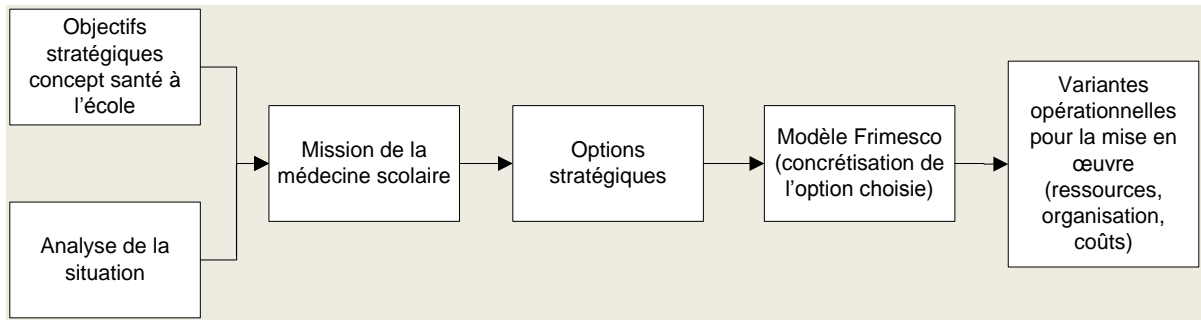 Objectifs
stratégiques
concept santé à
l'école
Analyse de la
situation
Mission de la
médecine scolaire
Options
stratégiques
Modèle Frimesco
(concrétisation de
l'option choisie)
Variantes
opérationnelles
pour la mise en
œuvre
(ressources,
organisation,
coûts)